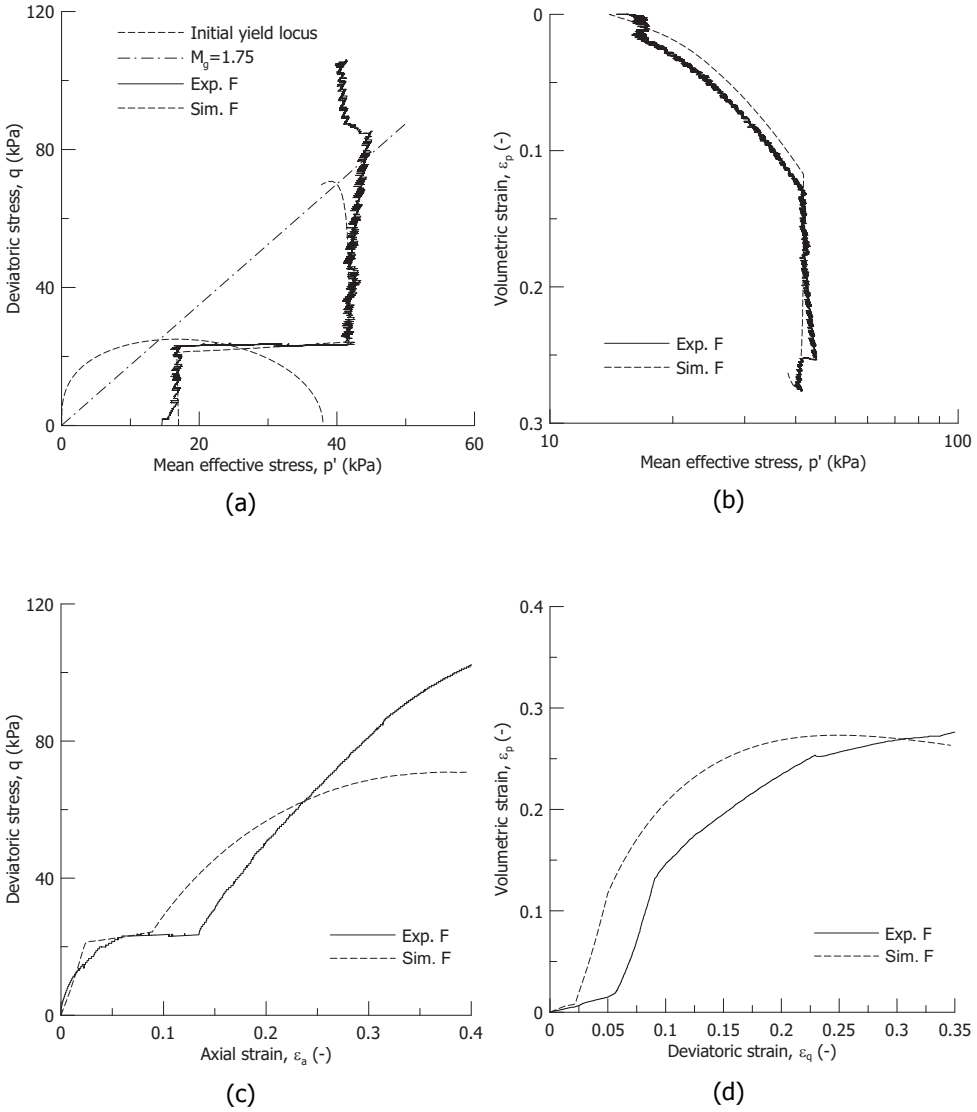 120
80
40
0
Deviatoric stress, q (kPa)
Initial yield locus
M_g=1.75
Exp. F
Sim. F
0
20
40
60
Mean effective stress, p' (kPa)
(a)
0
0.1
0.2
0.3
Volumetric strain, ε_p (-)
Exp. F
Sim. F
10
100
Mean effective stress, p' (kPa)
(b)
120
80
40
0
Deviatoric stress, q (kPa)
Exp. F
Sim. F
0
0.1
0.2
0.3
0.4
Axial strain, ε_a (-)
(c)
0.4
0.3
0.2
0.1
0
Volumetric strain, ε_p (-)
Exp. F
Sim. F
0
0.05
0.1
0.15
0.2
0.25
0.3
0.35
Deviatoric strain, ε_q (-)
(d)